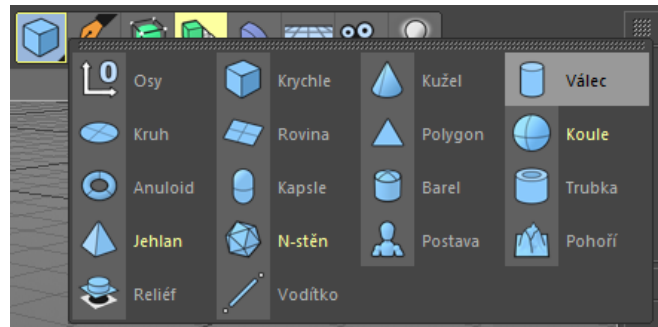 Osy Krychle Kužel Válec
Kruh Rovina Polygon Koule
Anuloid Kapsle Barel Trubka
Jehlan N-stěn Postava Pohoří
Reliéf Vodítko